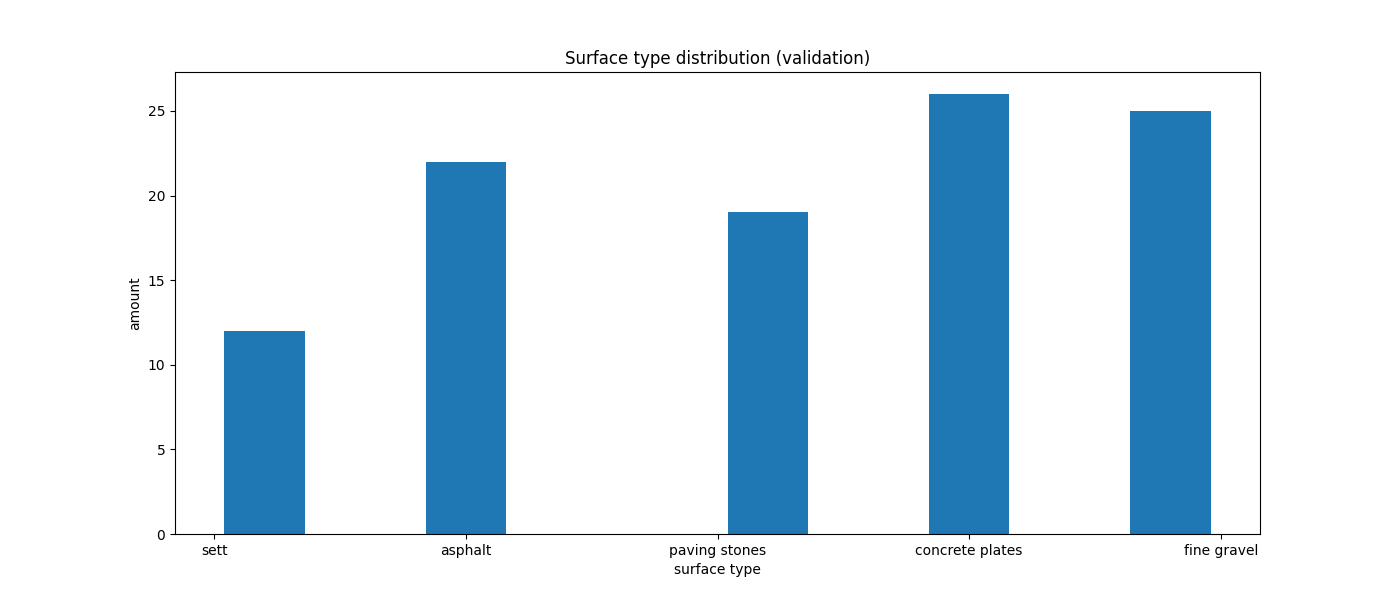 Surface type distribution (validation)
25
20
15
10
5
0
amount
sett asphalt paving stones concrete plates fine gravel
surface type